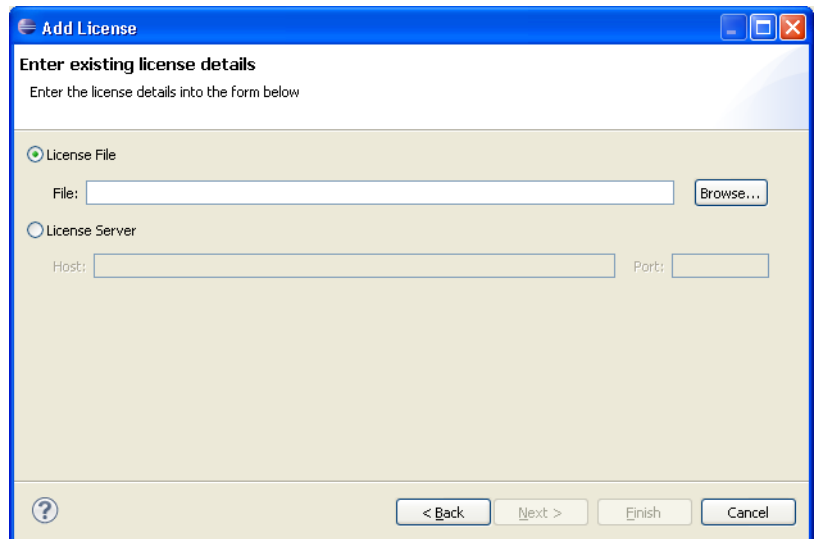 Add License
Enter existing license details
Enter the license details into the form below
License File
File: Browse...
License Server
Host: Port:
? < Back Next > Finish Cancel